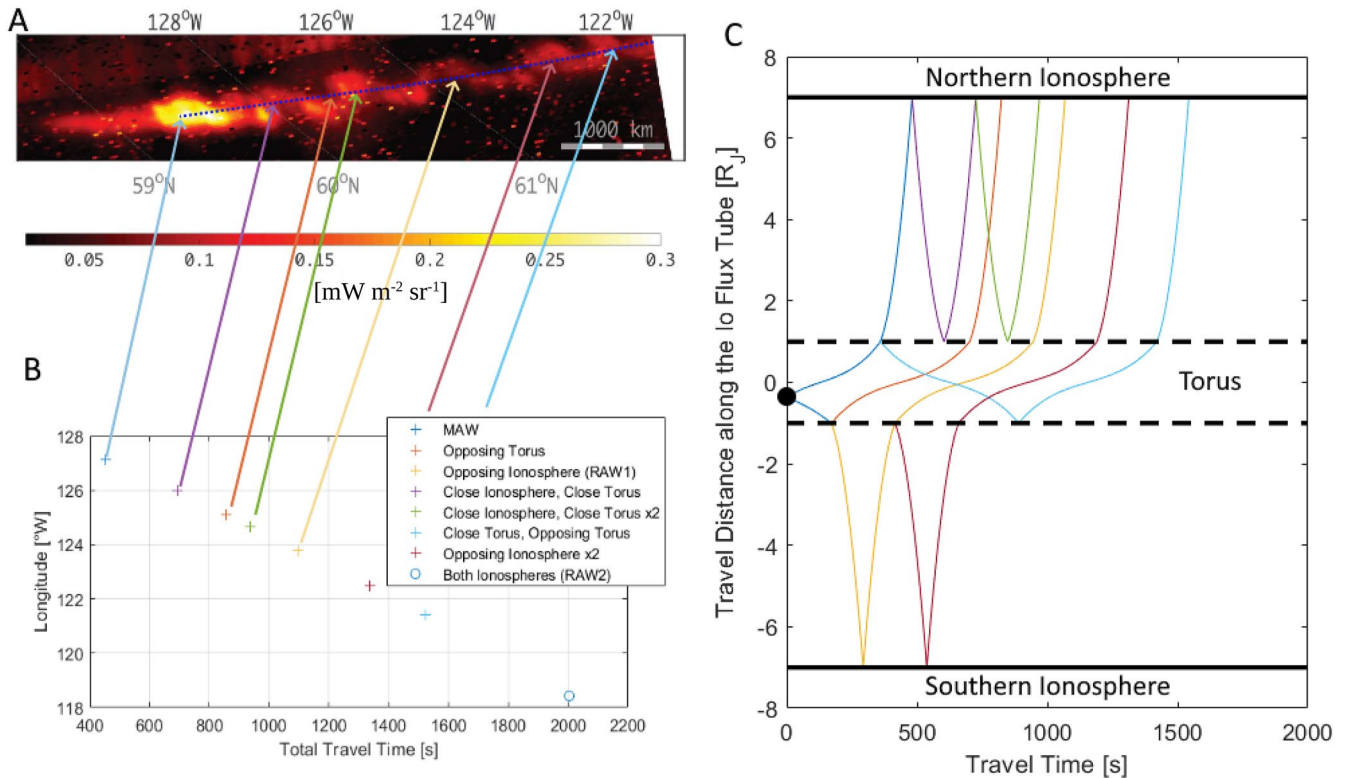 A
128°W
126°W
124°W
122°W
1000 km
59°N
60°N
61°N
0.05
0.1
0.15
0.2
0.25
0.3
[mW m⁻² sr⁻¹]
B
128
126
124
122
120
118
Longitude [°W]
400
600
800
1000
1200
1400
1600
1800
2000
2200
Total Travel Time [s]
MAW
Opposing Torus
Opposing Ionosphere (RAW1)
Close Ionosphere, Close Torus
Close Ionosphere, Close Torus x2
Close Torus, Opposing Torus
Opposing Ionosphere x2
Both Ionospheres (RAW2)
C
8
6
4
2
0
-2
-4
-6
-8
Travel Distance along the Io Flux Tube [R_J]
Northern Ionosphere
Torus
Southern Ionosphere
0
500
1000
1500
2000
Travel Time [s]